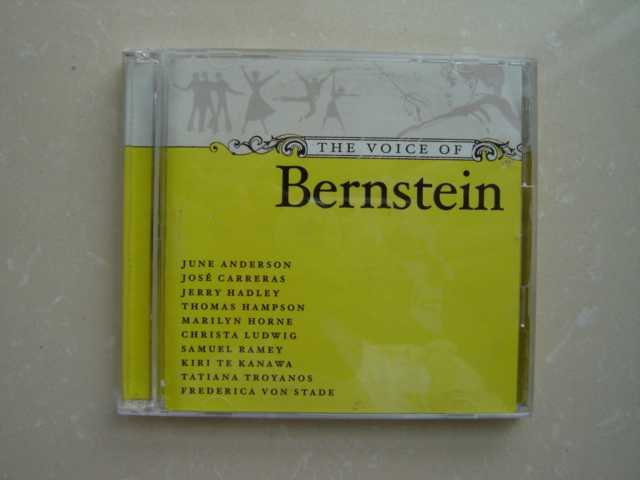 THE VOICE OF
Bernstein
JUNE ANDERSON
JOSÉ CARRERAS
JERRY HADLEY
THOMAS HAMPSON
MARILYN HORNE
CHRISTA LUDWIG
SAMUEL RAMEY
KIRI TE KANAWA
TATIANA TROYANOS
FREDERICA VON STADE